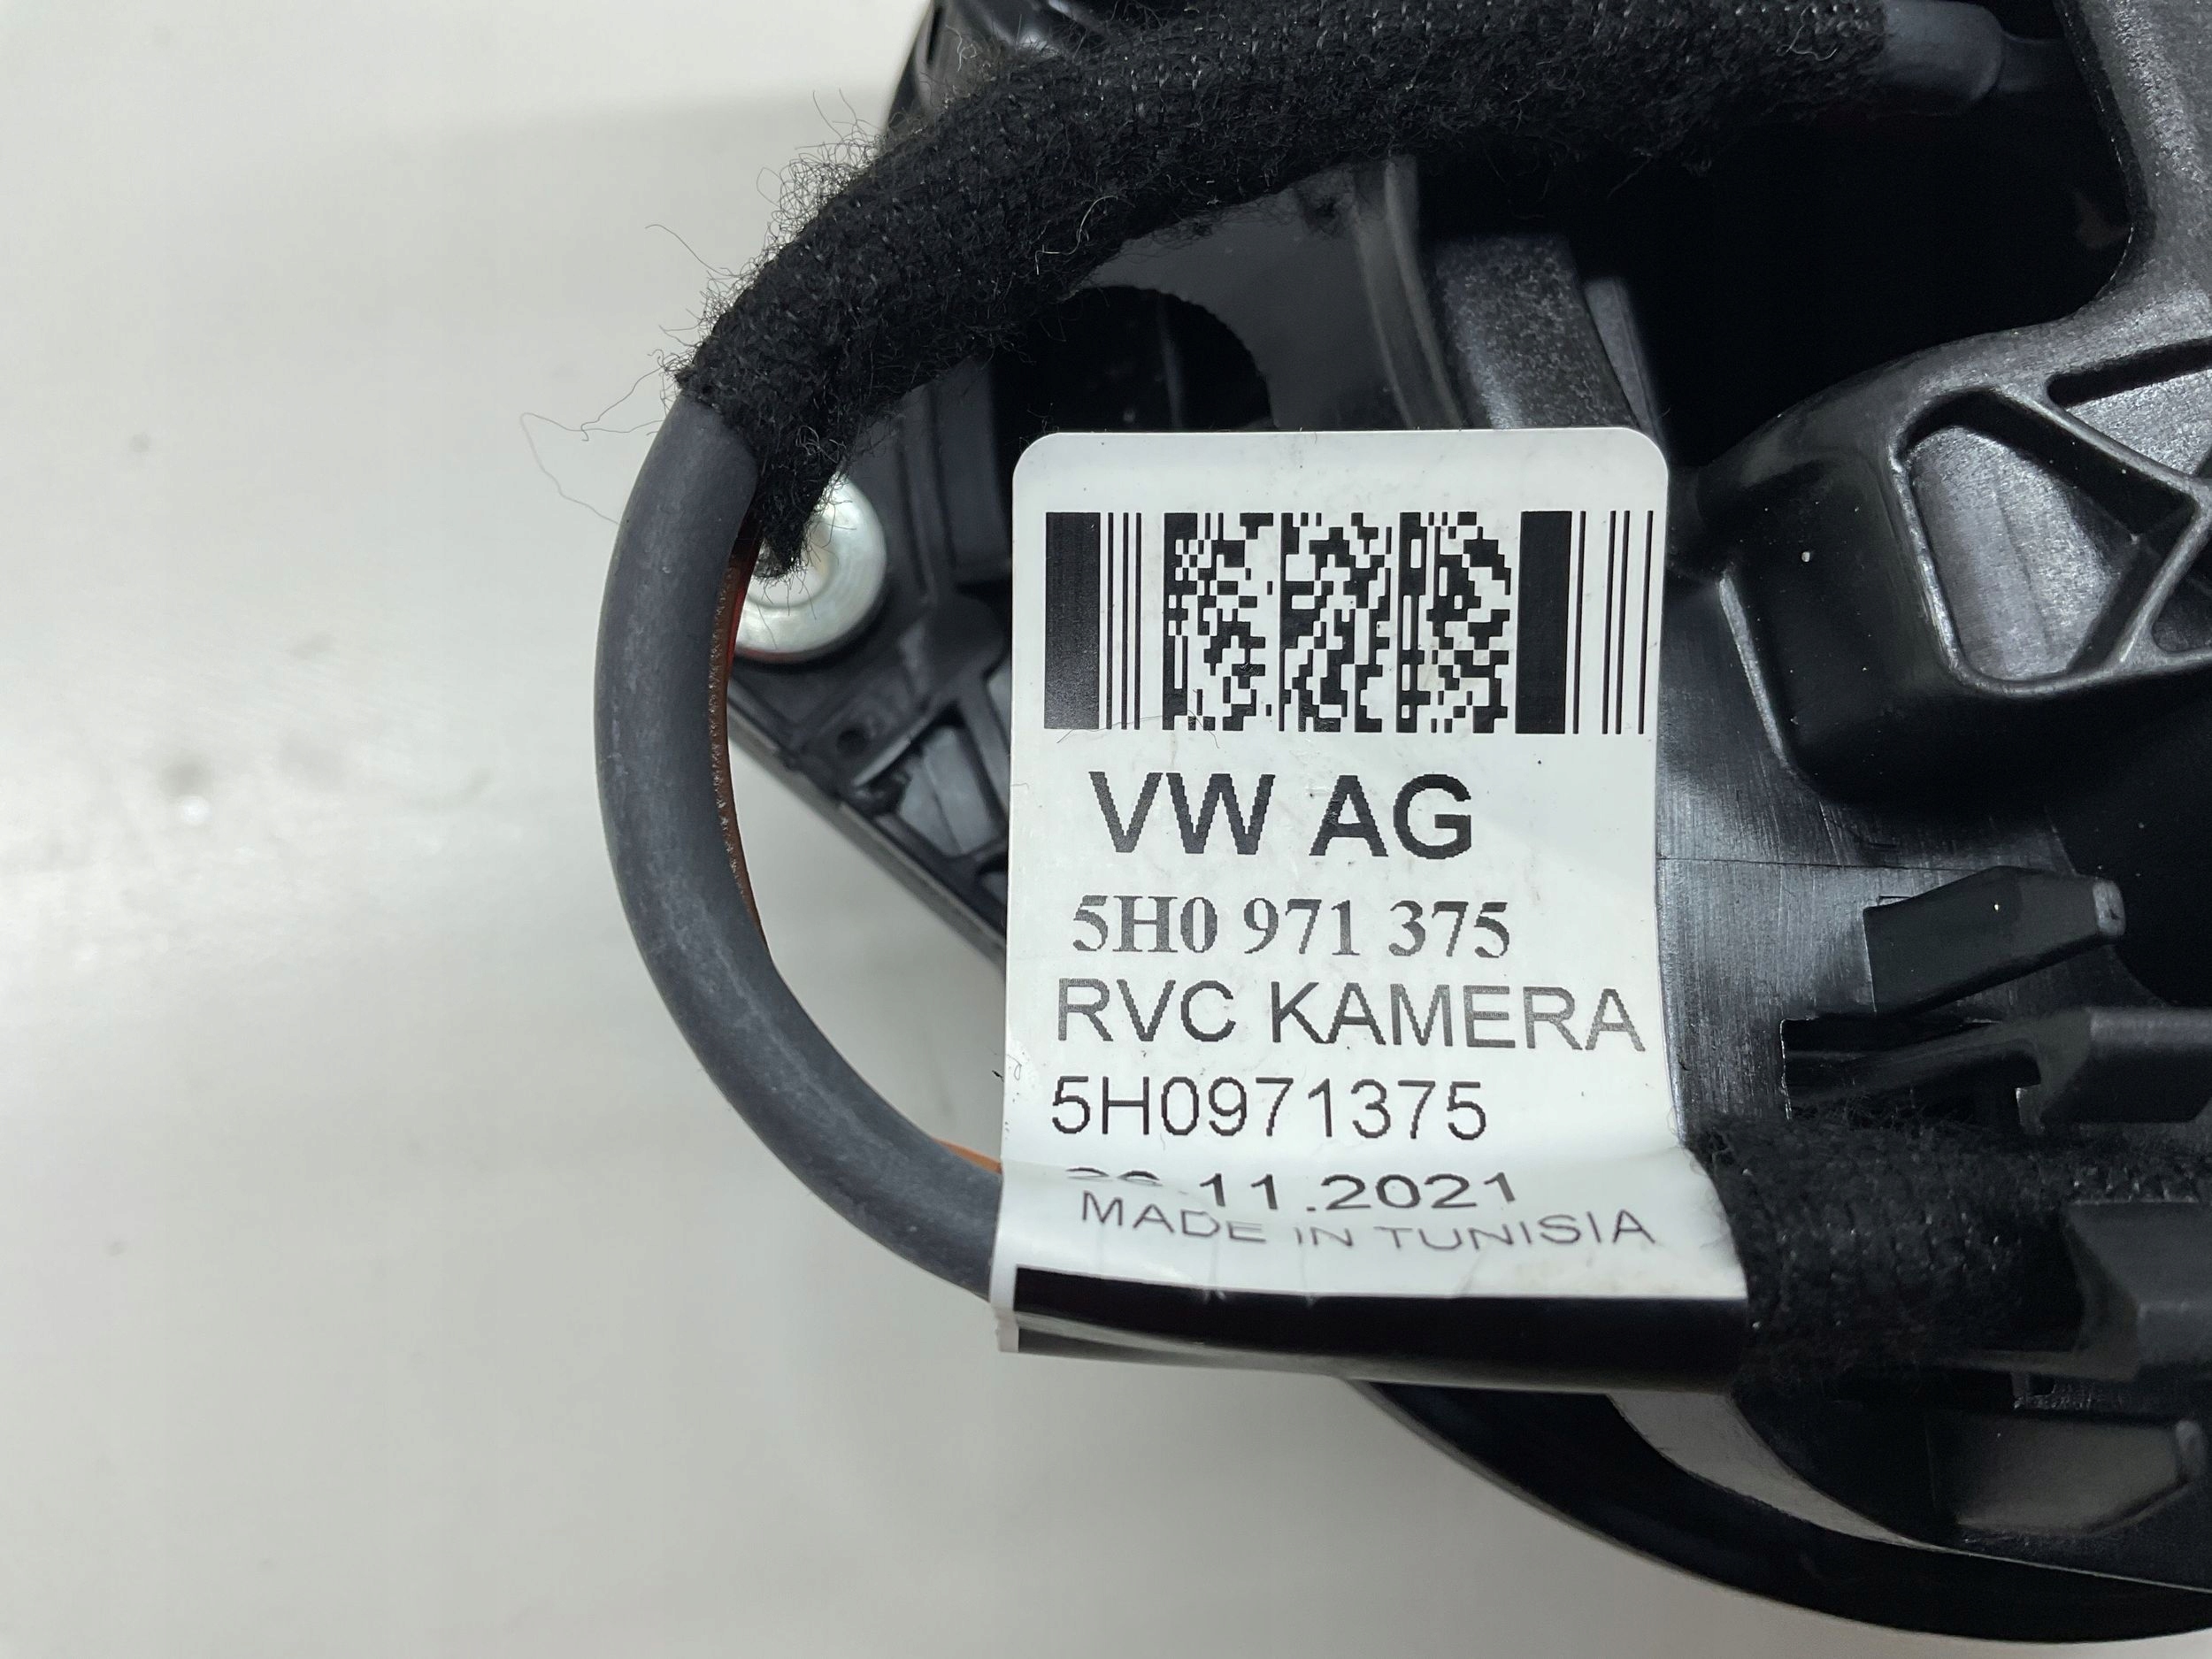 VW AG
5H0 971 375
RVC KAMERA
5H0971375
.11.2021
MADE IN TUNISIA